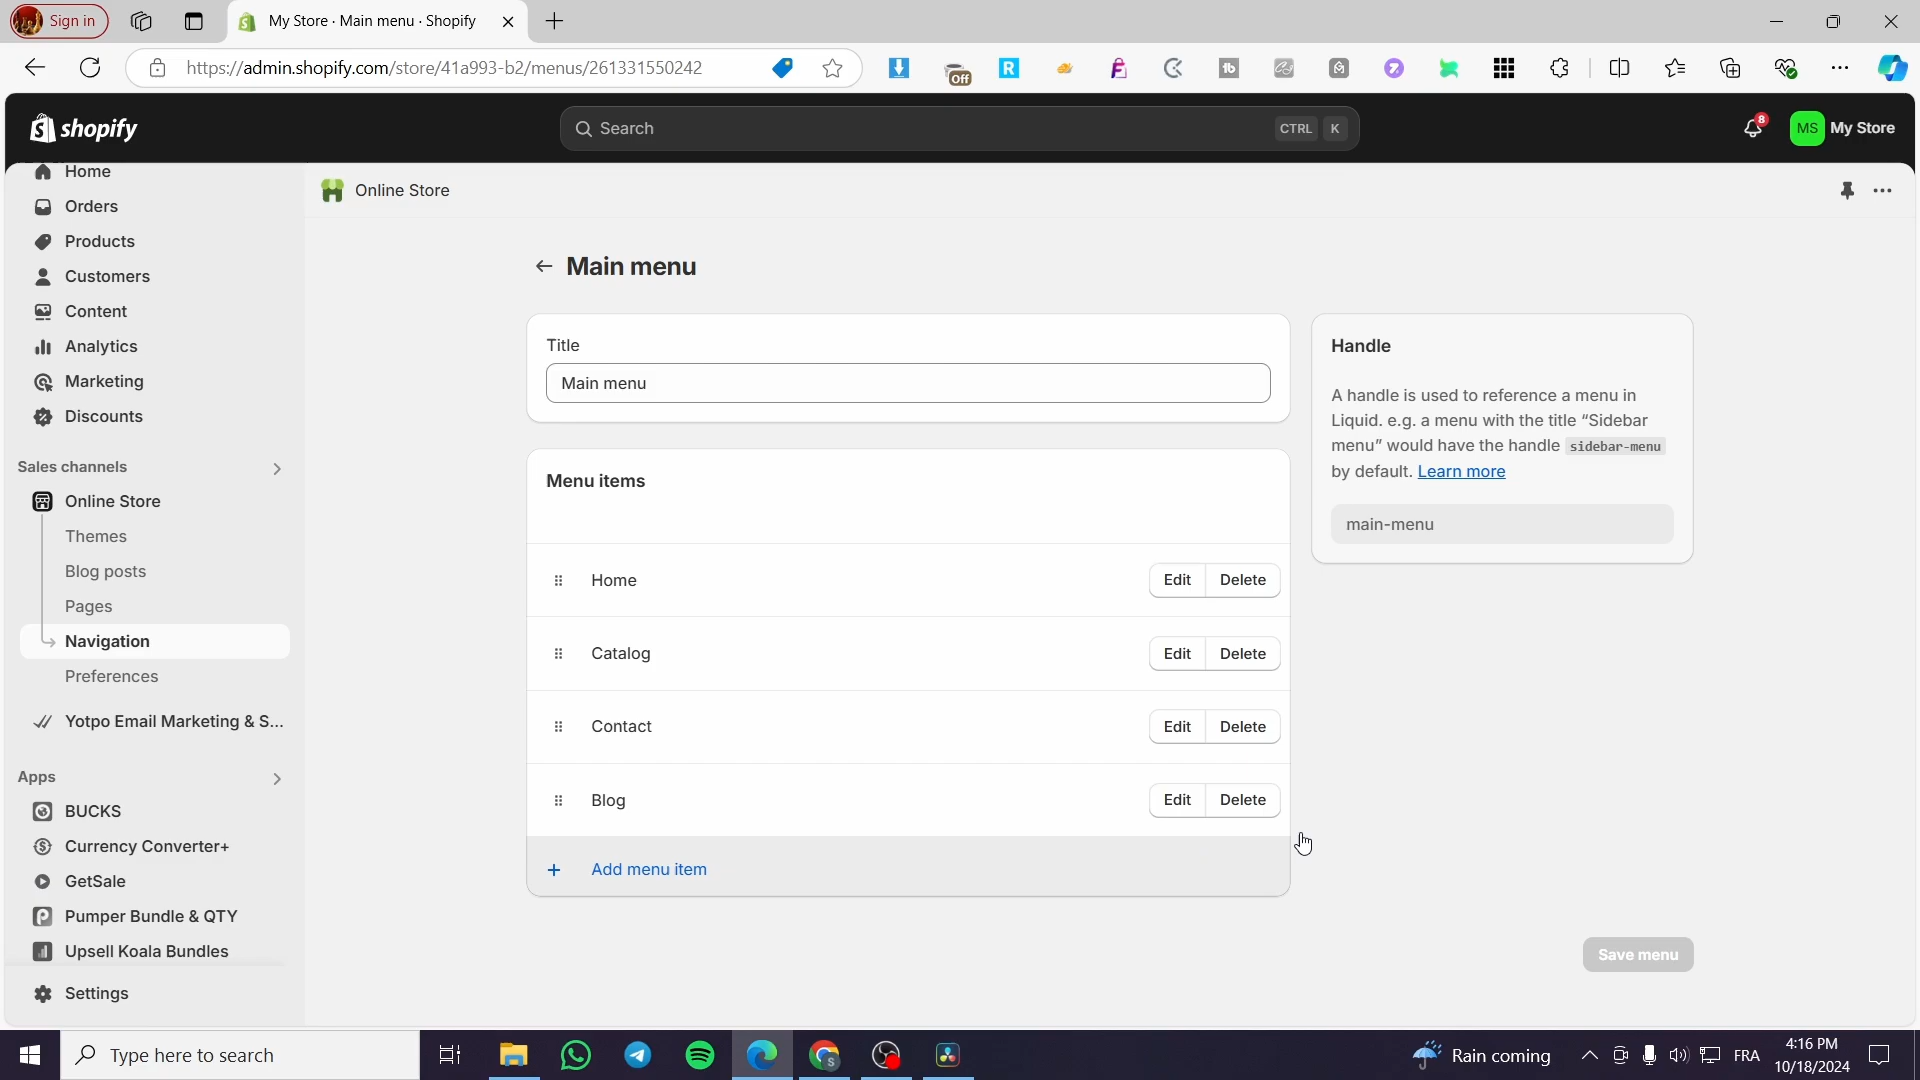 Sign in
My Store · Main menu · Shopify
https://admin.shopify.com/store/41a993-b2/menus/261331550242
Off
R
tb
shopify
Search
CTRL K
8
MS My Store
Home
Orders
Products
Customers
Content
Analytics
Marketing
Discounts
Sales channels
Online Store
Themes
Blog posts
Pages
Navigation
Preferences
Yotpo Email Marketing & S...
Apps
BUCKS
Currency Converter+
GetSale
Pumper Bundle & QTY
Upsell Koala Bundles
Settings
Online Store
Main menu
Title
Main menu
Menu items
Home Edit Delete
Catalog Edit Delete
Contact Edit Delete
Blog Edit Delete
+ Add menu item
Handle
A handle is used to reference a menu in
Liquid. e.g. a menu with the title “Sidebar
menu” would have the handle sidebar-menu
by default. Learn more
main-menu
Save menu
Type here to search
Rain coming
FRA
4:16 PM
10/18/2024